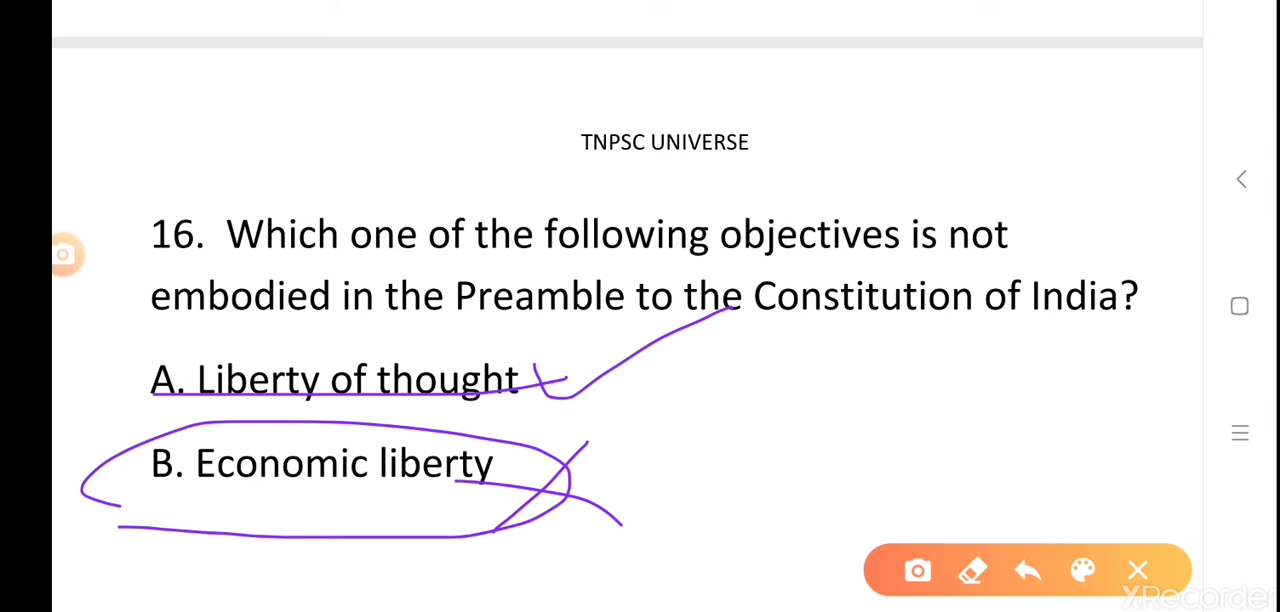 TNPSC UNIVERSE
16. Which one of the following objectives is not
embodied in the Preamble to the Constitution of India?
A. Liberty of thought
B. Economic liberty
XRecorder